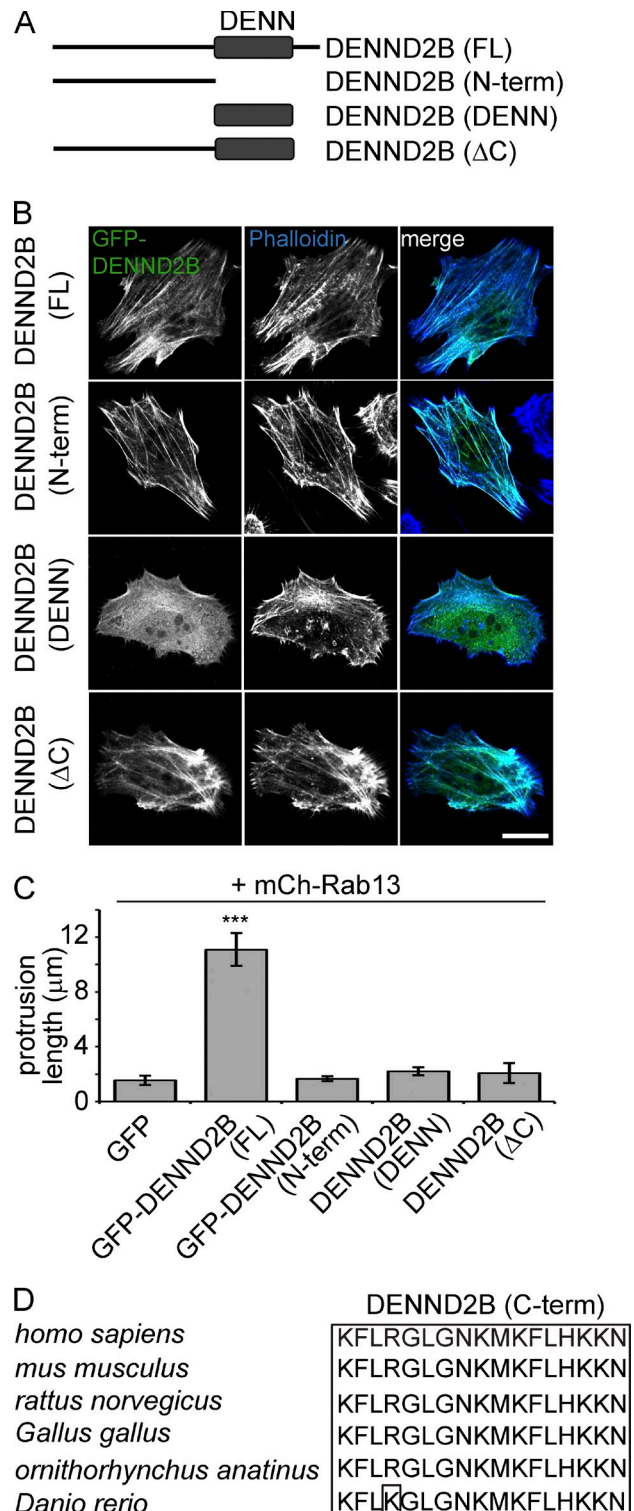 A
DENN
DENND2B (FL)
DENND2B (N-term)
DENND2B (DENN)
DENND2B (ΔC)
B
GFP-
DENND2B
Phalloidin
merge
DENND2B
(FL)
DENND2B
(N-term)
DENND2B
(DENN)
DENND2B
(ΔC)
C
+ mCh-Rab13
***
12
8
4
0
protrusion
length (μm)
GFP
GFP-DENND2B
(FL)
GFP-DENND2B
(N-term)
DENND2B
(DENN)
DENND2B
(ΔC)
D
DENND2B (C-term)
homo sapiens KFLRGLGNKMKFLHKKN
mus musculus KFLRGLGNKMKFLHKKN
rattus norvegicus KFLRGLGNKMKFLHKKN
Gallus gallus KFLRGLGNKMKFLHKKN
ornithorhynchus anatinus KFLRGLGNKMKFLHKKN
Danio rerio KFLKGLGNKMKFLHKKN